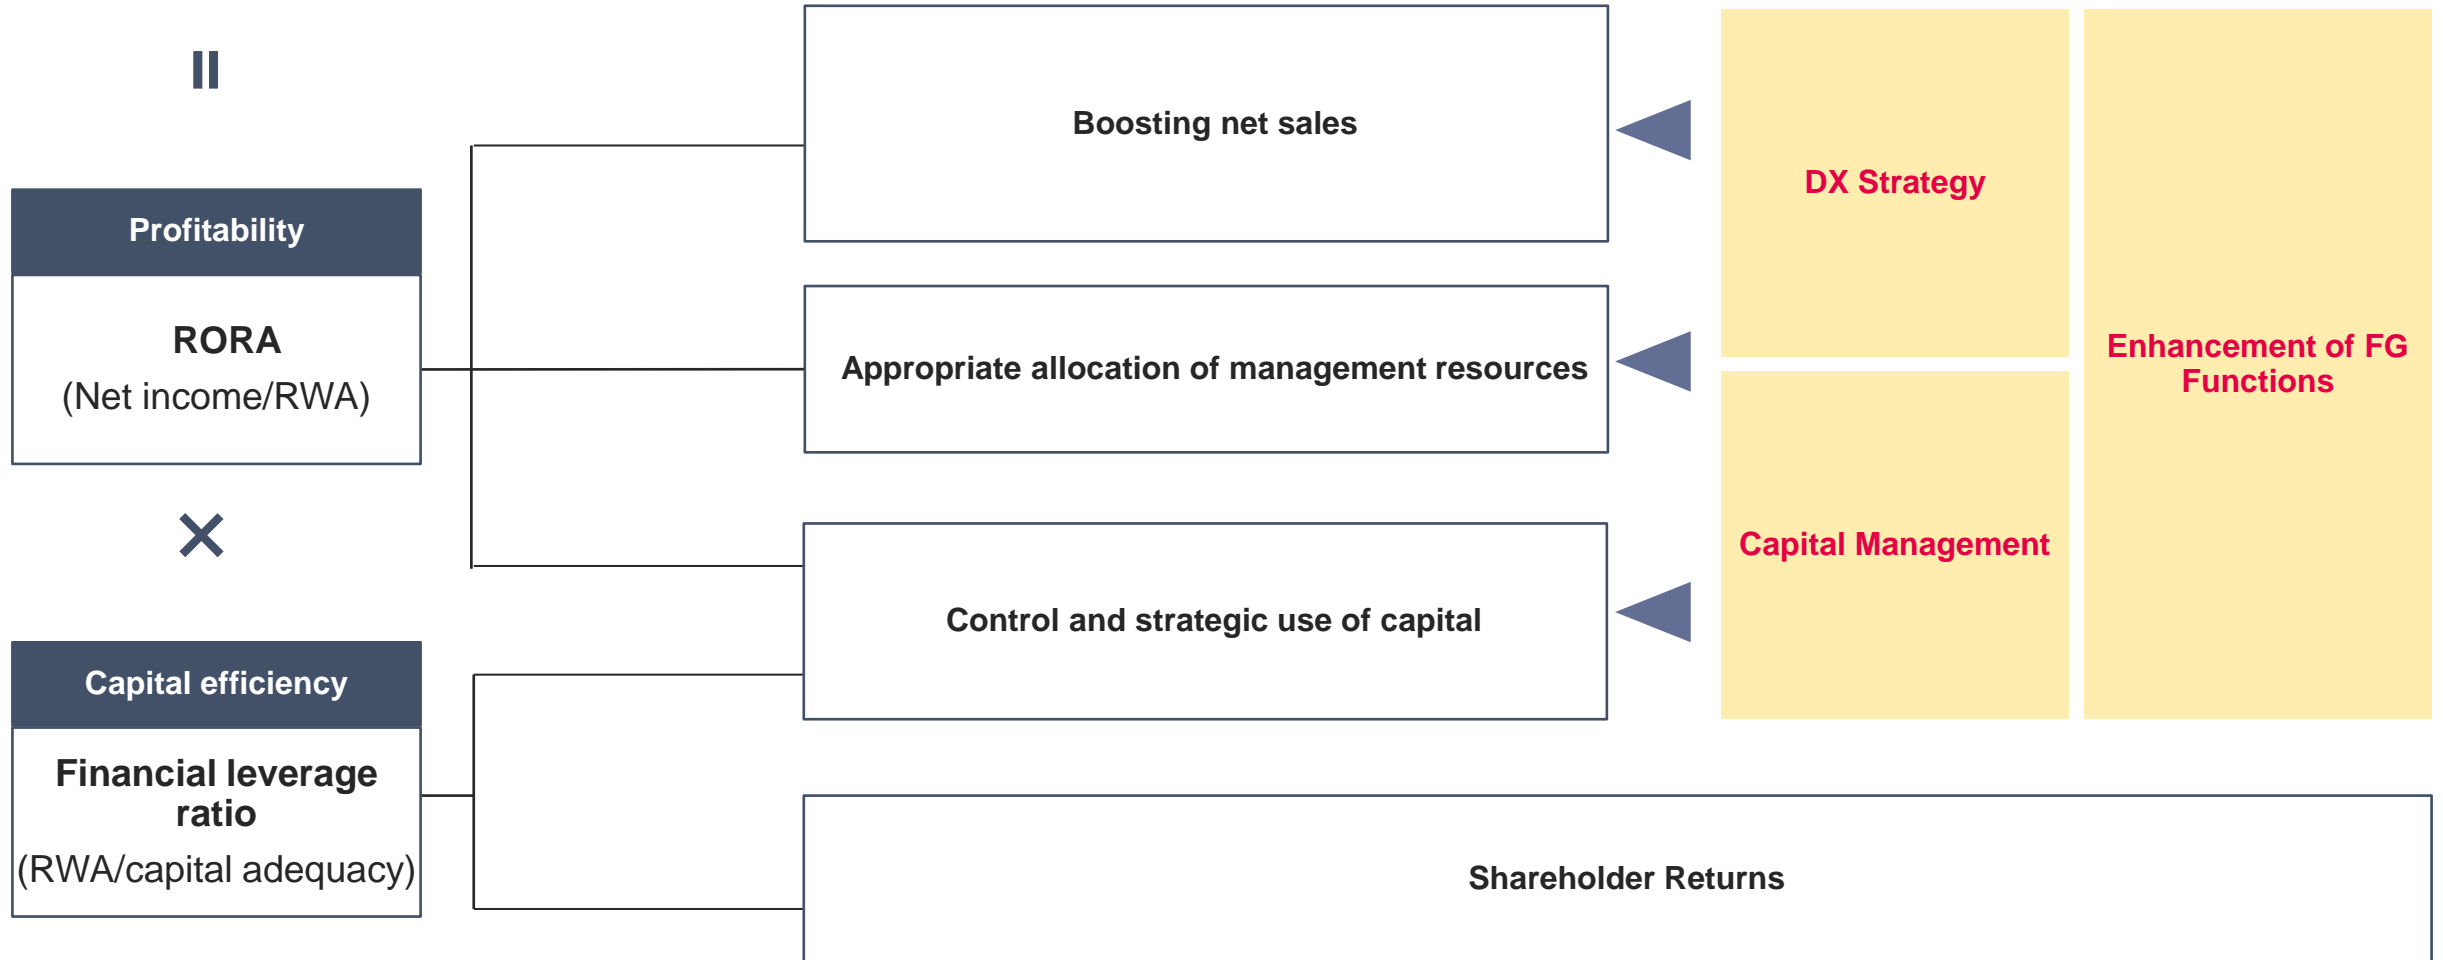 Profitability
RORA
(Net income/RWA)
×
Capital efficiency
Financial leverage
ratio
(RWA/capital adequacy)
Boosting net sales
Appropriate allocation of management resources
Control and strategic use of capital
Shareholder Returns
DX Strategy
Capital Management
Enhancement of FG
Functions